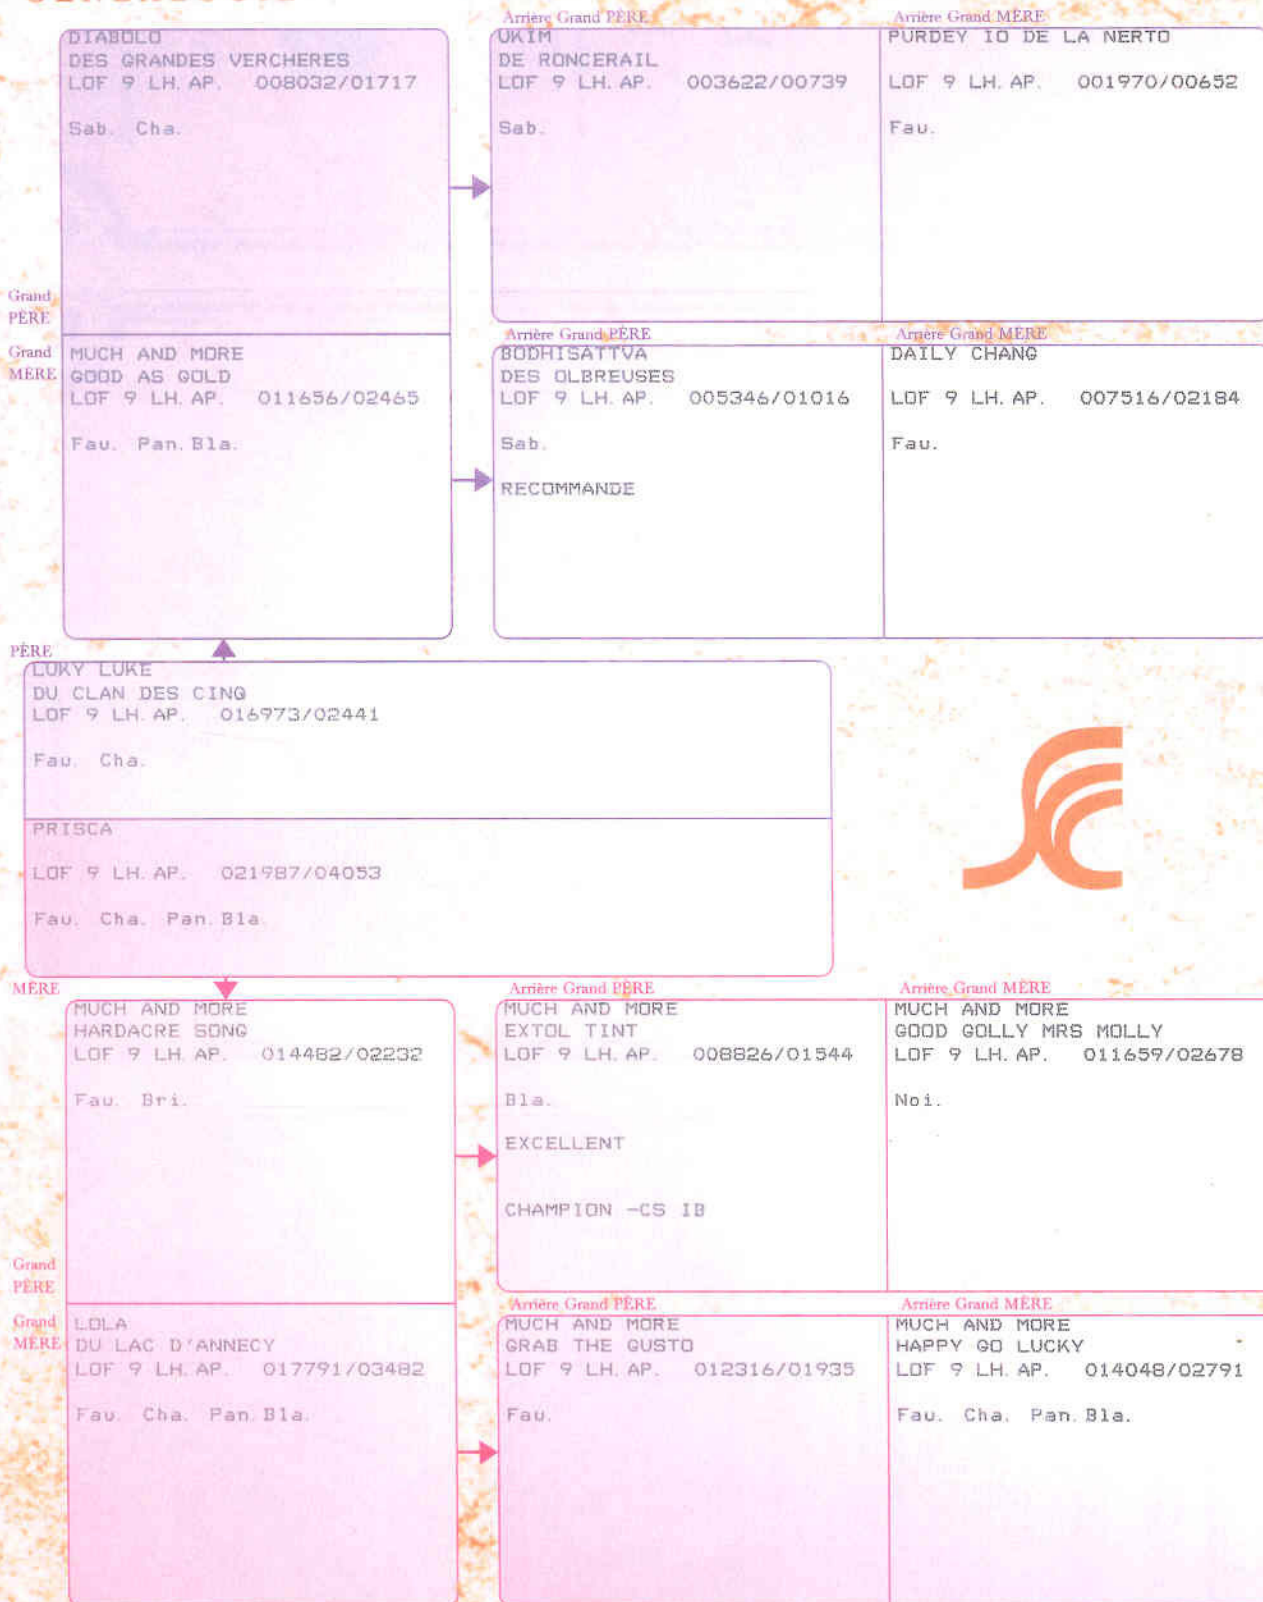 Arrière Grand PÈRE
Arrière Grand MÈRE
DIABOLO
DES GRANDES VERCHERES
LOF 9 LH. AP. 008032/01717
Sab. Cha.
UKIM
DE RONCERAIL
LOF 9 LH. AP. 003622/00739
Sab.
PURDEY IO DE LA NERTO
LOF 9 LH. AP. 001970/00652
Fau.
Grand
PÈRE
Grand
MÈRE
MUCH AND MORE
GOOD AS GOLD
LOF 9 LH. AP. 011656/02465
Fau. Pan. Bla.
Arrière Grand PÈRE
Arrière Grand MÈRE
BODHISATTVA
DES OLBREUSES
LOF 9 LH. AP. 005346/01016
Sab.
RECOMMANDE
DAILY CHANG
LOF 9 LH. AP. 007516/02184
Fau.
PÈRE
LUKY LUKE
DU CLAN DES CINQ
LOF 9 LH. AP. 016973/02441
Fau. Cha.
PRISCA
LOF 9 LH. AP. 021987/04053
Fau. Cha. Pan. Bla.
MÈRE
Arrière Grand PÈRE
Arrière Grand MÈRE
MUCH AND MORE
HARDACRE SONG
LOF 9 LH. AP. 014482/02232
Fau. Bri.
MUCH AND MORE
EXTOL TINT
LOF 9 LH. AP. 008826/01544
Bla.
EXCELLENT
CHAMPION -CS IB
MUCH AND MORE
GOOD GOLLY MRS MOLLY
LOF 9 LH. AP. 011659/02678
Noi.
Grand
PÈRE
Grand
MÈRE
LOLA
DU LAC D'ANNECY
LOF 9 LH. AP. 017791/03482
Fau. Cha. Pan. Bla.
Arrière Grand PÈRE
Arrière Grand MÈRE
MUCH AND MORE
GRAB THE GUSTO
LOF 9 LH. AP. 012316/01935
Fau.
MUCH AND MORE
HAPPY GO LUCKY
LOF 9 LH. AP. 014048/02791
Fau. Cha. Pan. Bla.